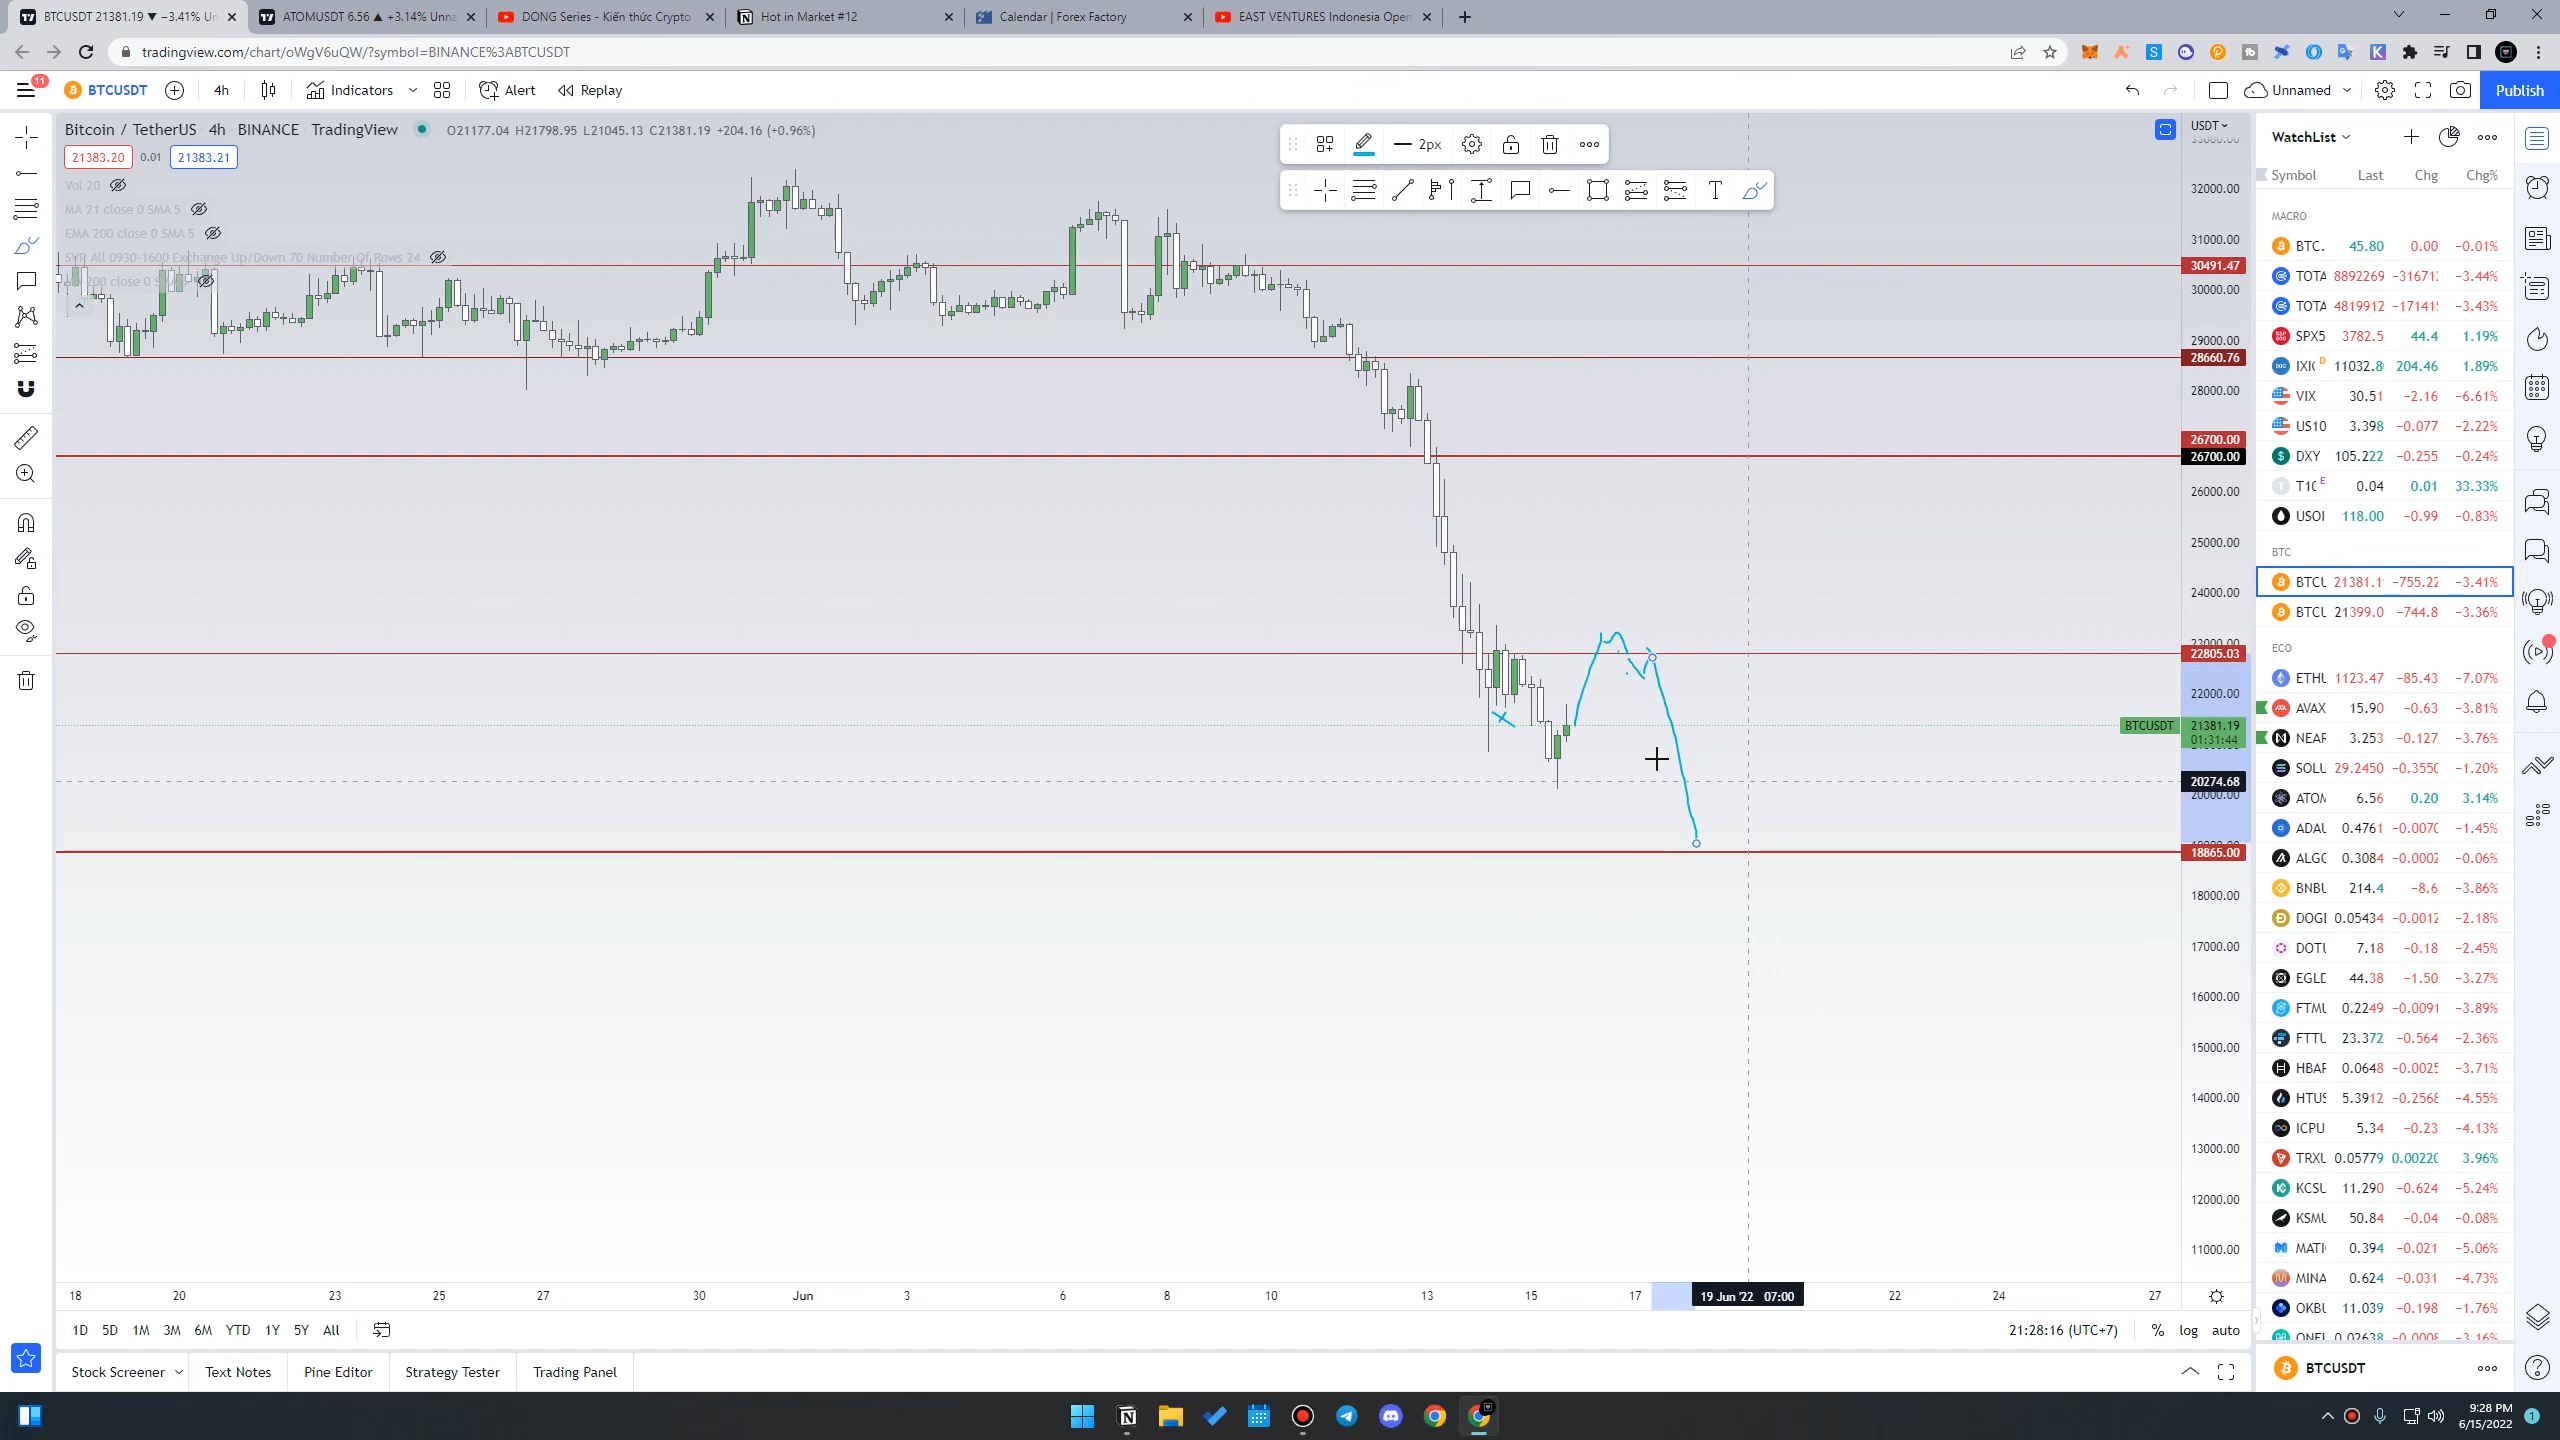 BTCUSDT 21381.19 ▼ −3.41% Un
ATOMUSDT 6.56 ▲ +3.14% Unna
DONG Series - Kiến thức Crypto
Hot in Market #12
Calendar | Forex Factory
EAST VENTURES Indonesia Open
tradingview.com/chart/oWgV6uQW/?symbol=BINANCE%3ABTCUSDT
11
BTCUSDT
4h
Indicators
Alert
Replay
Unnamed
Publish
Bitcoin / TetherUS 4h BINANCE TradingView
O21177.04 H21798.95 L21045.13 C21381.19 +204.16 (+0.96%)
21383.20 0.01 21383.21
Vol 20
MA 21 close 0 SMA 5
EMA 200 close 0 SMA 5
SVP All 0930-1600 Exchange Up/Down 70 Number Of Rows 24
200 close 0
2px
T
USDT
33000.00
32000.00
31000.00
30491.47
30000.00
29000.00
28660.76
28000.00
26700.00
26700.00
26000.00
25000.00
24000.00
23000.00
22805.03
22000.00
BTCUSDT 21381.19
01:31:44
20274.68
20000.00
18865.00
18000.00
17000.00
16000.00
15000.00
14000.00
13000.00
12000.00
11000.00
18 20 23 25 27 30 Jun 3 6 8 10 13 15 17 19 Jun '22 07:00 22 24 27
1D 5D 1M 3M 6M YTD 1Y 5Y All
21:28:16 (UTC+7) % log auto
Stock Screener Text Notes Pine Editor Strategy Tester Trading Panel
WatchList
Symbol Last Chg Chg%
MACRO
BTC. 45.80 0.00 −0.01%
TOTA 8892269 −31671 −3.44%
TOTA 4819912 −17141 −3.43%
SPX5 3782.5 44.4 1.19%
IXI D 11032.8 204.46 1.89%
VIX 30.51 −2.16 −6.61%
US10 3.398 −0.077 −2.22%
DXY 105.222 −0.255 −0.24%
T10 E 0.04 0.01 33.33%
USOI 118.00 −0.99 −0.83%
BTC
BTCU 21381.1 −755.22 −3.41%
BTCU 21399.0 −744.8 −3.36%
ECO
ETHU 1123.47 −85.43 −7.07%
AVAX 15.90 −0.63 −3.81%
NEAR 3.253 −0.127 −3.76%
SOLU 29.2450 −0.3550 −1.20%
ATOM 6.56 0.20 3.14%
ADAU 0.4761 −0.0070 −1.45%
ALGO 0.3084 −0.0002 −0.06%
BNBU 214.4 −8.6 −3.86%
DOGE 0.05434 −0.0012 −2.18%
DOTU 7.18 −0.18 −2.45%
EGLD 44.38 −1.50 −3.27%
FTMU 0.2249 −0.0091 −3.89%
FTTU 23.372 −0.564 −2.36%
HBAR 0.0648 −0.0025 −3.71%
HTUS 5.3912 −0.2568 −4.55%
ICPU 5.34 −0.23 −4.13%
TRXU 0.05779 0.00220 3.96%
KCSU 11.290 −0.624 −5.24%
KSMU 50.84 −0.04 −0.08%
MATI 0.394 −0.021 −5.06%
MINA 0.624 −0.031 −4.73%
OKBU 11.039 −0.198 −1.76%
ONEU 0.02638 −0.0008 −3.16%
BTCUSDT
9:28 PM
6/15/2022
1